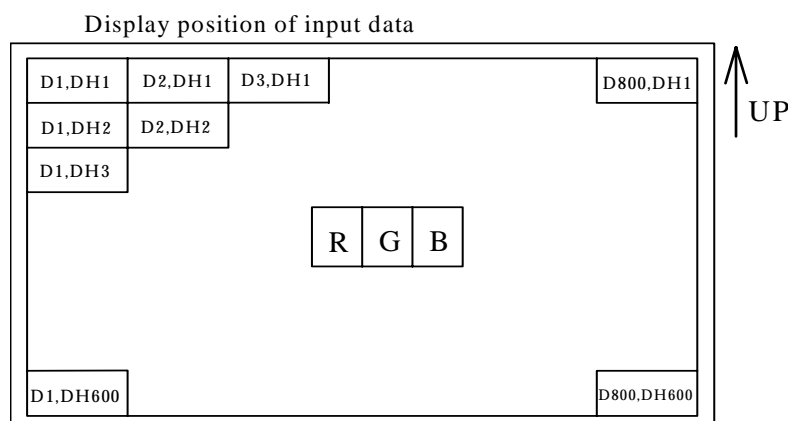 Display position of input data
D1,DH1 D2,DH1 D3,DH1 D800,DH1
UP
D1,DH2 D2,DH2
D1,DH3
R G B
D1,DH600 D800,DH600